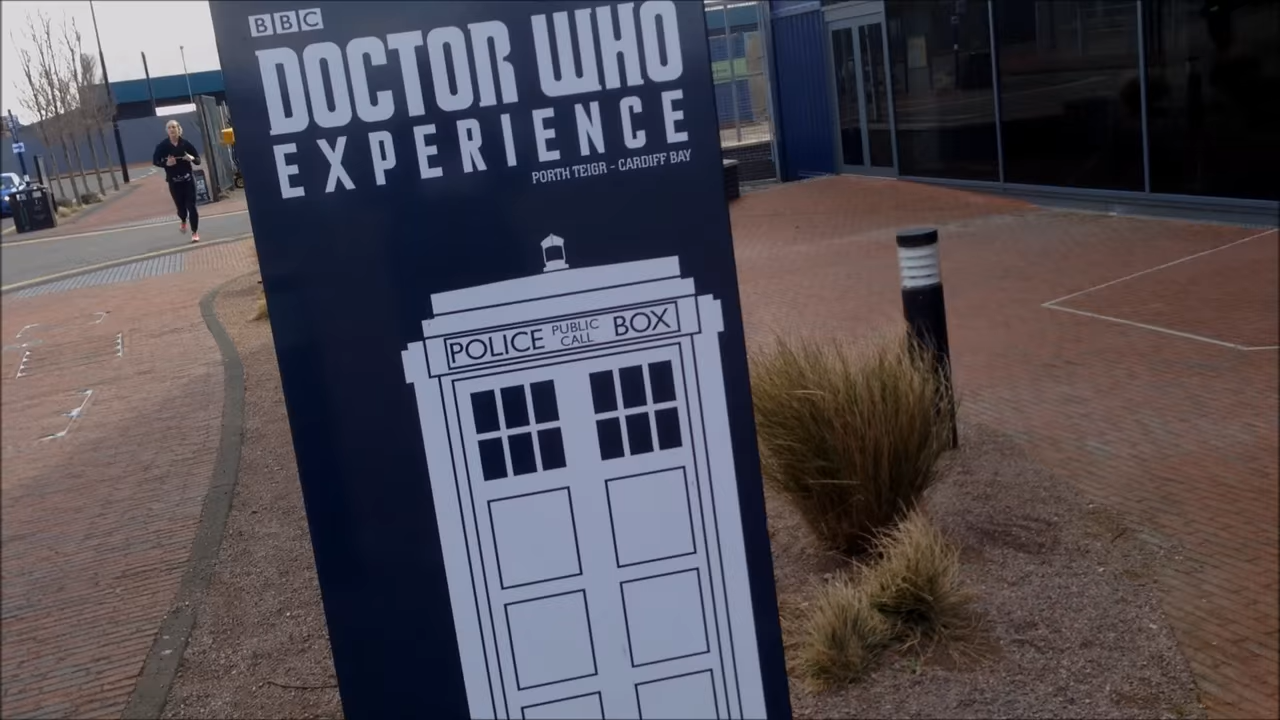 BBC
DOCTOR WHO
EXPERIENCE
PORTH TEIGR - CARDIFF BAY
POLICE PUBLIC CALL BOX